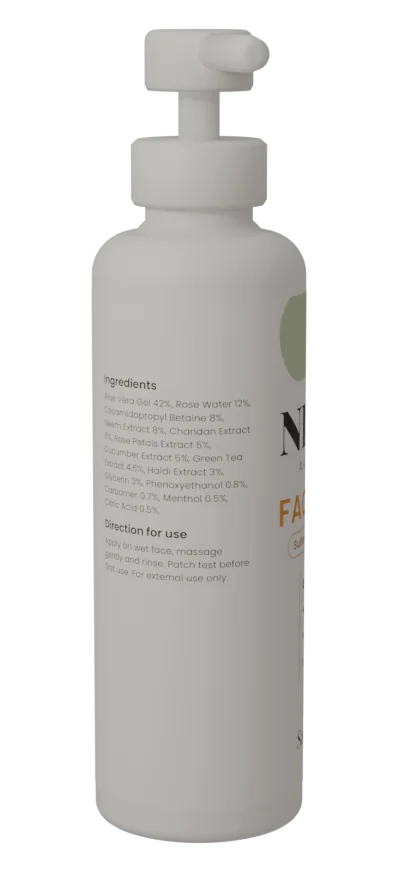 Ingredients
Aloe Vera Gel 42%, Rose Water 12%,
Cocamidopropyl Betaine 8%,
Neem Extract 8%, Chandan Extract
6%, Rose Petals Extract 5%,
Cucumber Extract 5%, Green Tea
Extract 4.5%, Haldi Extract 3%,
Glycerin 3%, Phenoxyethanol 0.8%,
Carbomer 0.7%, Menthol 0.5%,
Citric Acid 0.5%.
Direction for use
Apply on wet face, massage
gently and rinse. Patch test before
first use. For external use only.
FAC